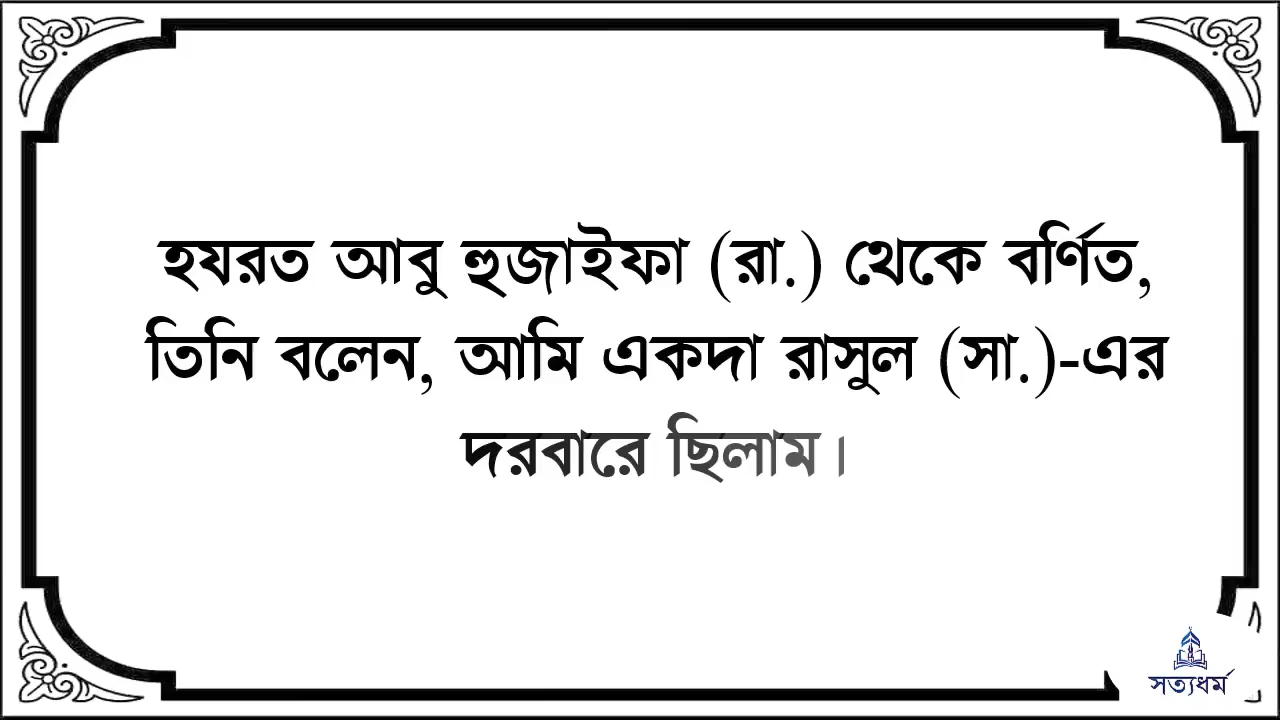 হযরত আবু হুজাইফা (রা.) থেকে বর্ণিত,
তিনি বলেন, আমি একদা রাসুল (সা.)-এর
দরবারে ছিলাম।
সত্যধর্ম